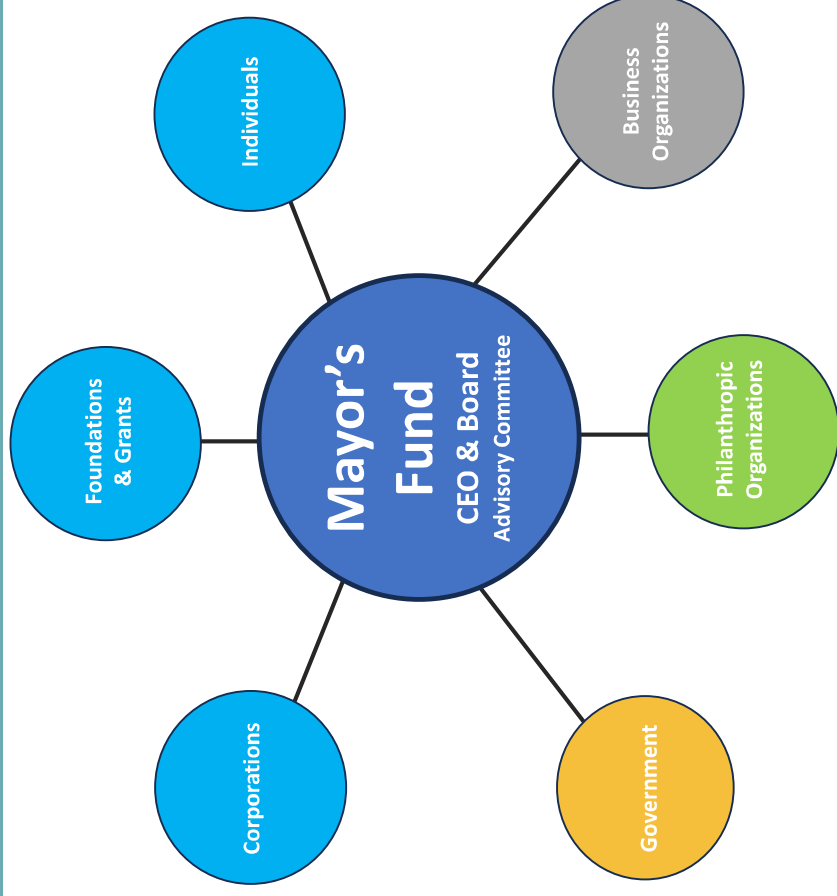 Corporations
Foundations
& Grants
Individuals
Mayor’s
Fund
CEO & Board
Advisory Committee
Government
Philanthropic
Organizations
Business
Organizations